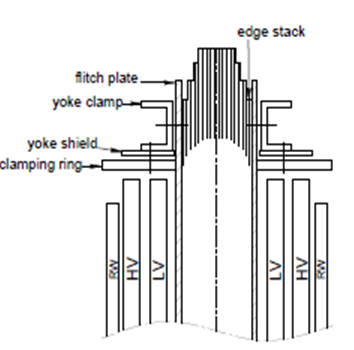 edge stack
flitch plate
yoke clamp
yoke shield
clamping ring
RW HV LV LV HV RW